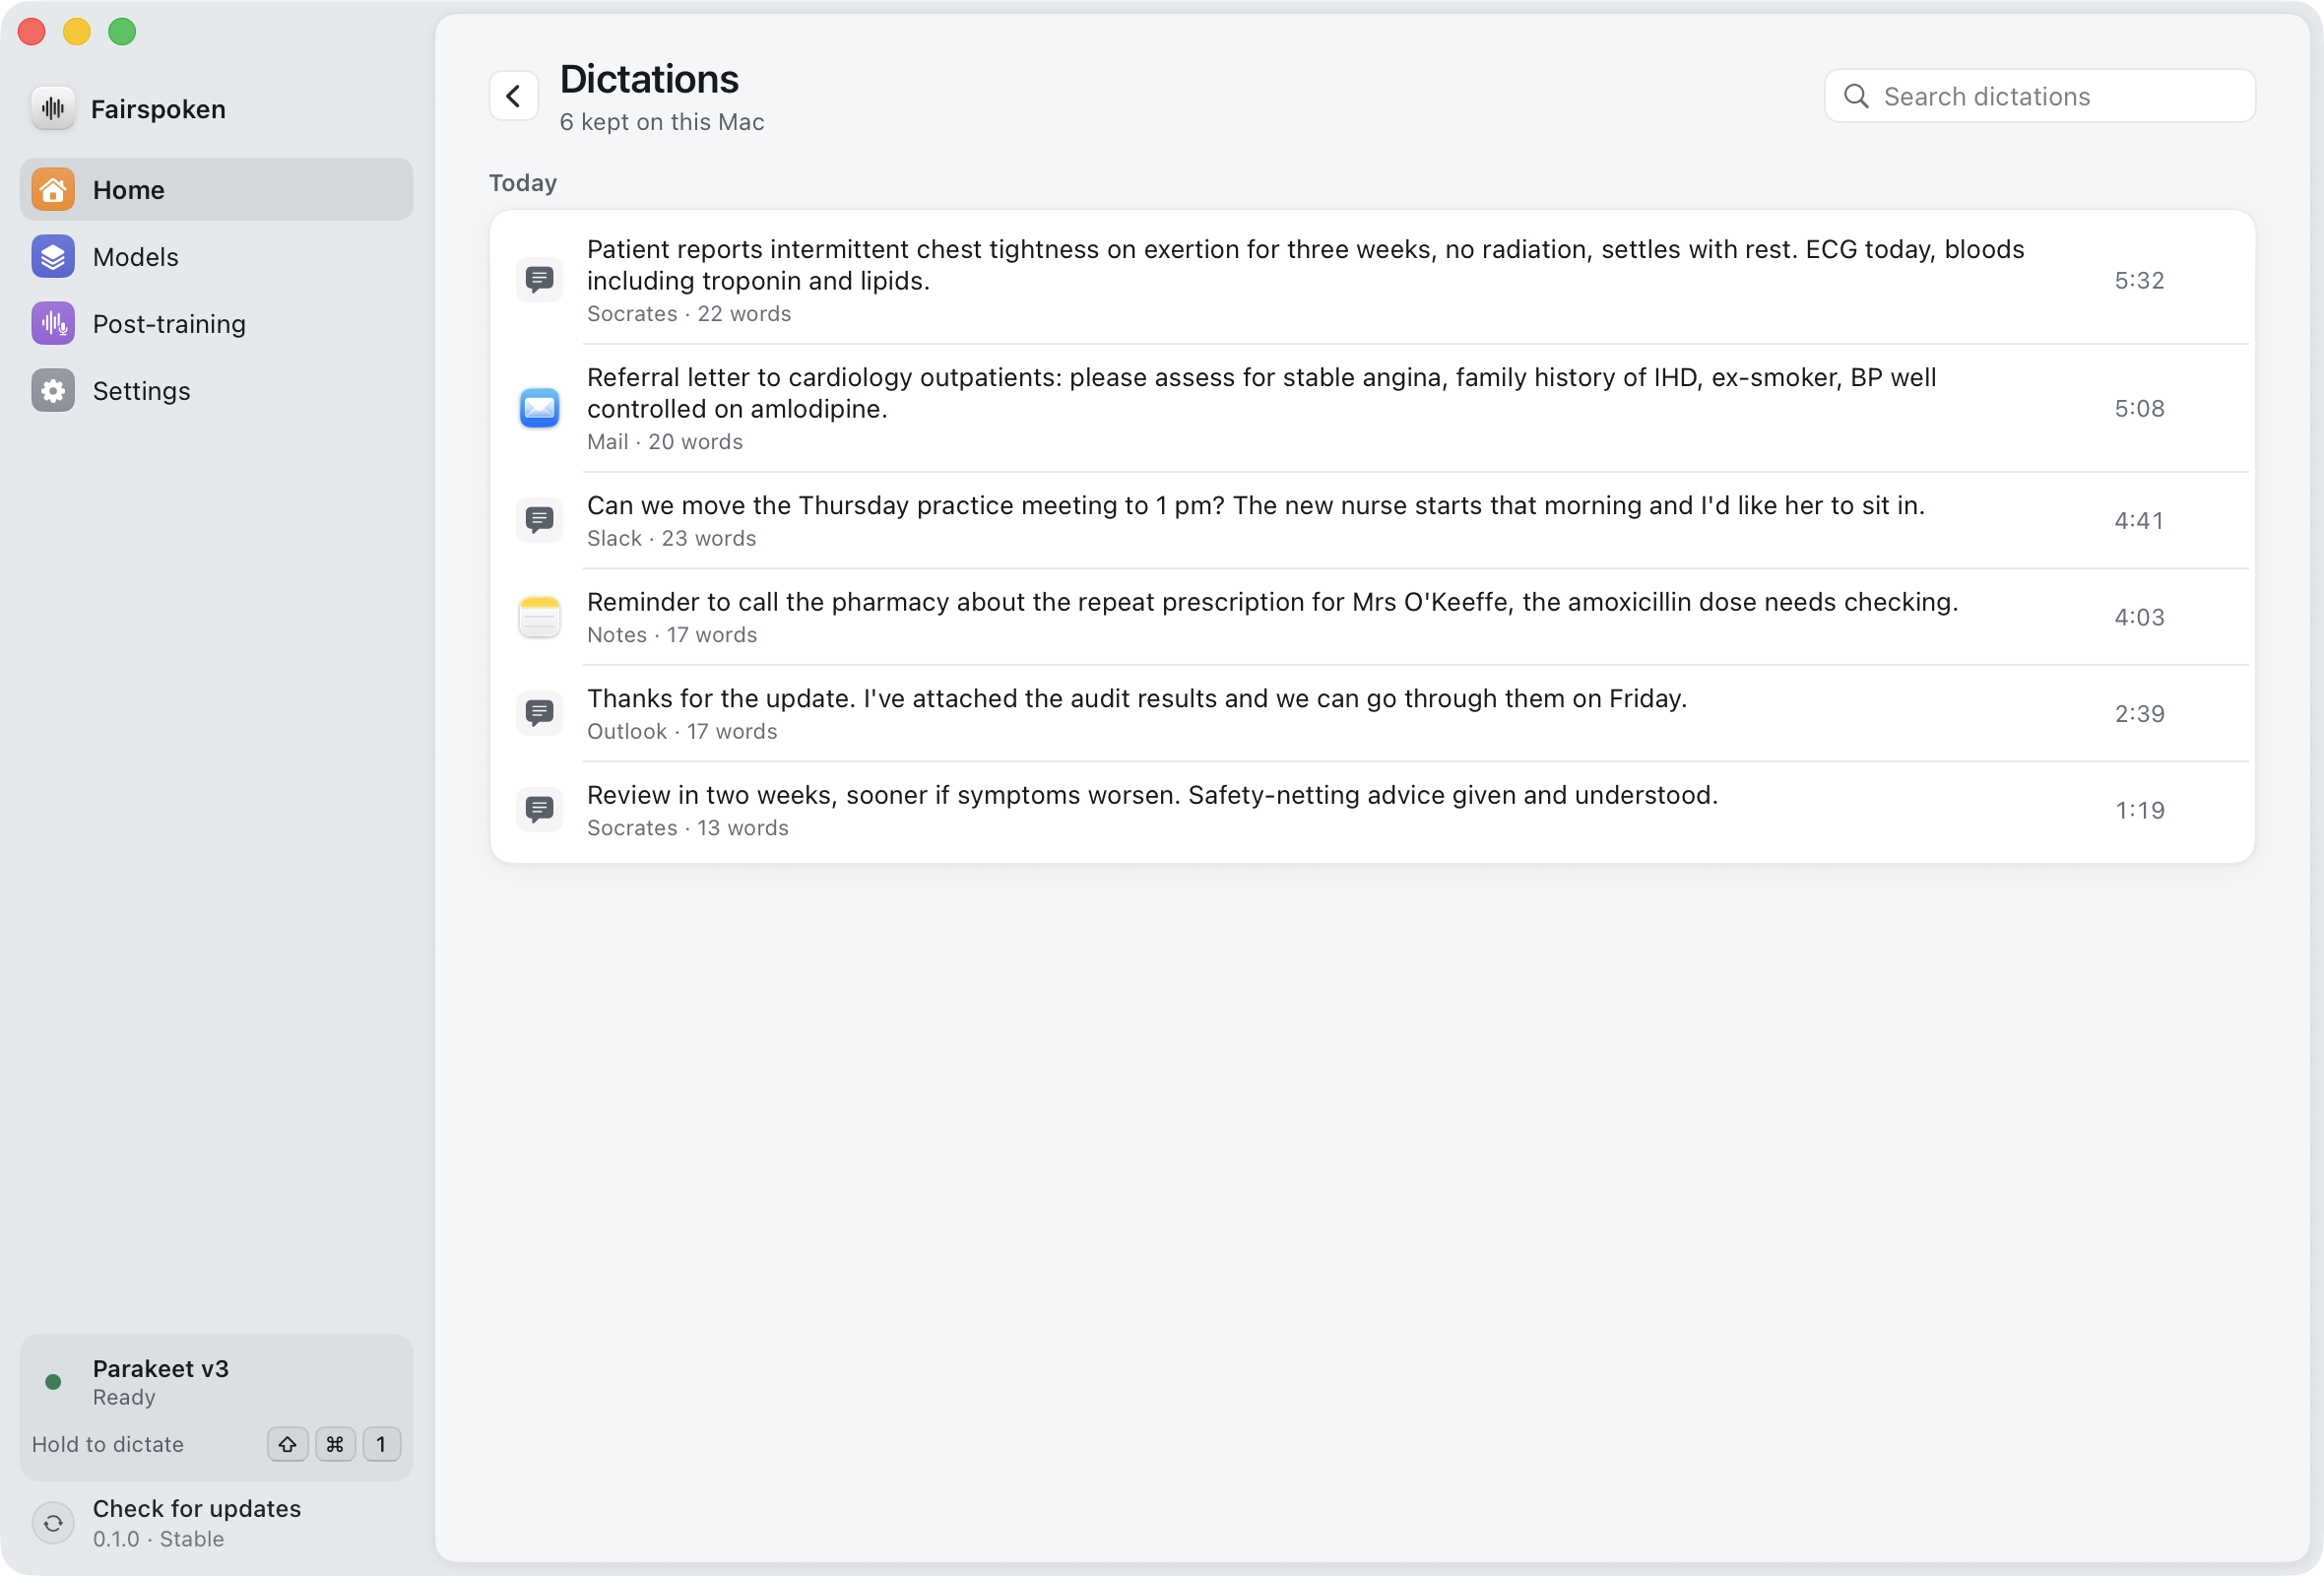 Fairspoken
Home
Models
Post-training
Settings
Parakeet v3
Ready
Hold to dictate ⇧ ⌘ 1
Check for updates
0.1.0 · Stable
Dictations
6 kept on this Mac
Search dictations
Today
Patient reports intermittent chest tightness on exertion for three weeks, no radiation, settles with rest. ECG today, bloods
including troponin and lipids.
Socrates · 22 words
5:32
Referral letter to cardiology outpatients: please assess for stable angina, family history of IHD, ex-smoker, BP well
controlled on amlodipine.
Mail · 20 words
5:08
Can we move the Thursday practice meeting to 1 pm? The new nurse starts that morning and I'd like her to sit in.
Slack · 23 words
4:41
Reminder to call the pharmacy about the repeat prescription for Mrs O'Keeffe, the amoxicillin dose needs checking.
Notes · 17 words
4:03
Thanks for the update. I've attached the audit results and we can go through them on Friday.
Outlook · 17 words
2:39
Review in two weeks, sooner if symptoms worsen. Safety-netting advice given and understood.
Socrates · 13 words
1:19